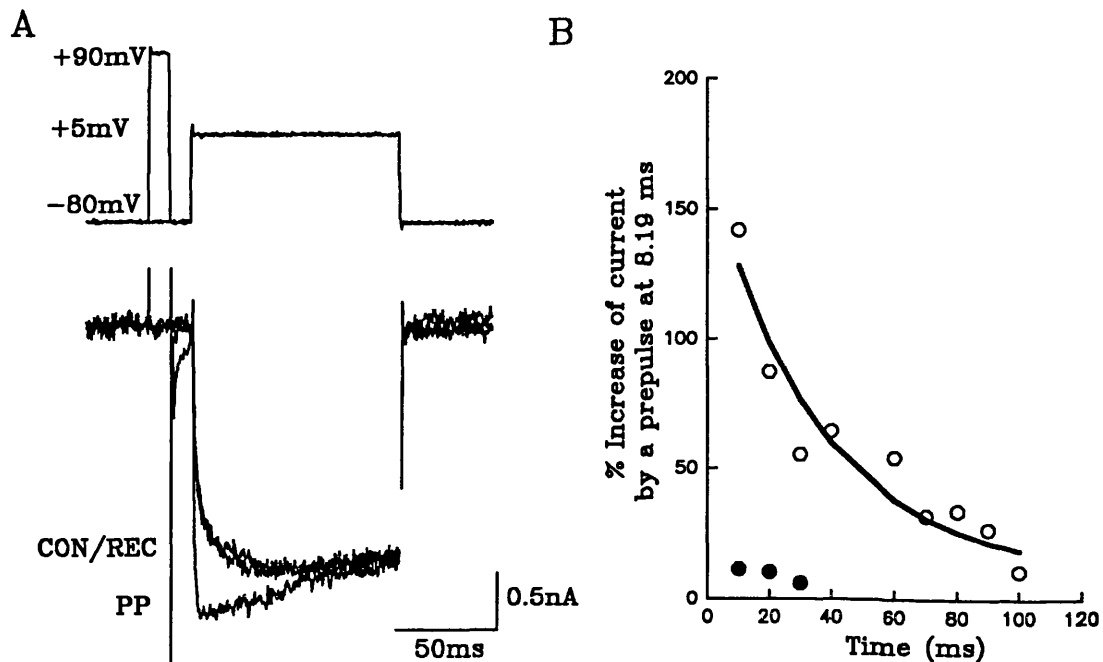 A
+90mV
+5mV
−80mV
CON/REC
PP
0.5nA
50ms
B
% Increase of current
by a prepulse at 8.19 ms
200
150
100
50
0
0 20 40 60 80 100 120
Time (ms)